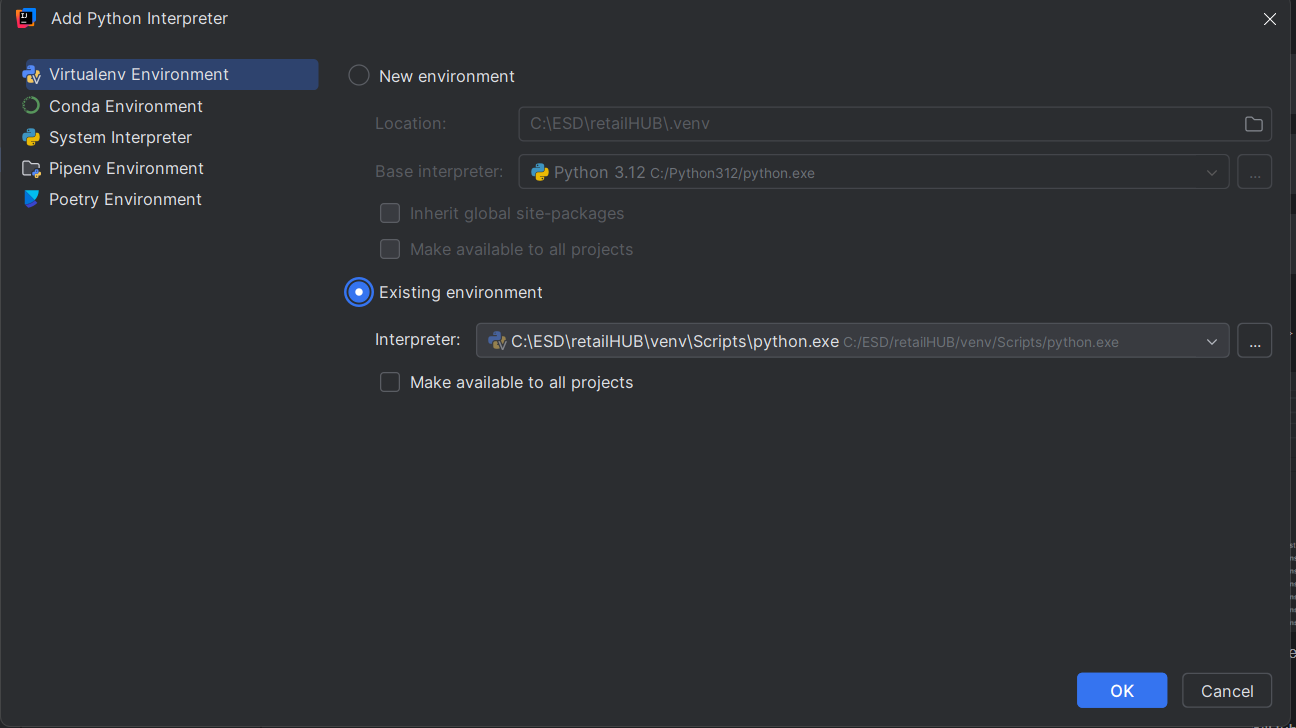 Add Python Interpreter
Virtualenv Environment
Conda Environment
System Interpreter
Pipenv Environment
Poetry Environment
New environment
Location: C:\ESD\retailHUB\.venv
Base interpreter: Python 3.12 C:/Python312/python.exe ...
Inherit global site-packages
Make available to all projects
Existing environment
Interpreter: C:\ESD\retailHUB\venv\Scripts\python.exe C:/ESD/retailHUB/venv/Scripts/python.exe ...
Make available to all projects
OK Cancel